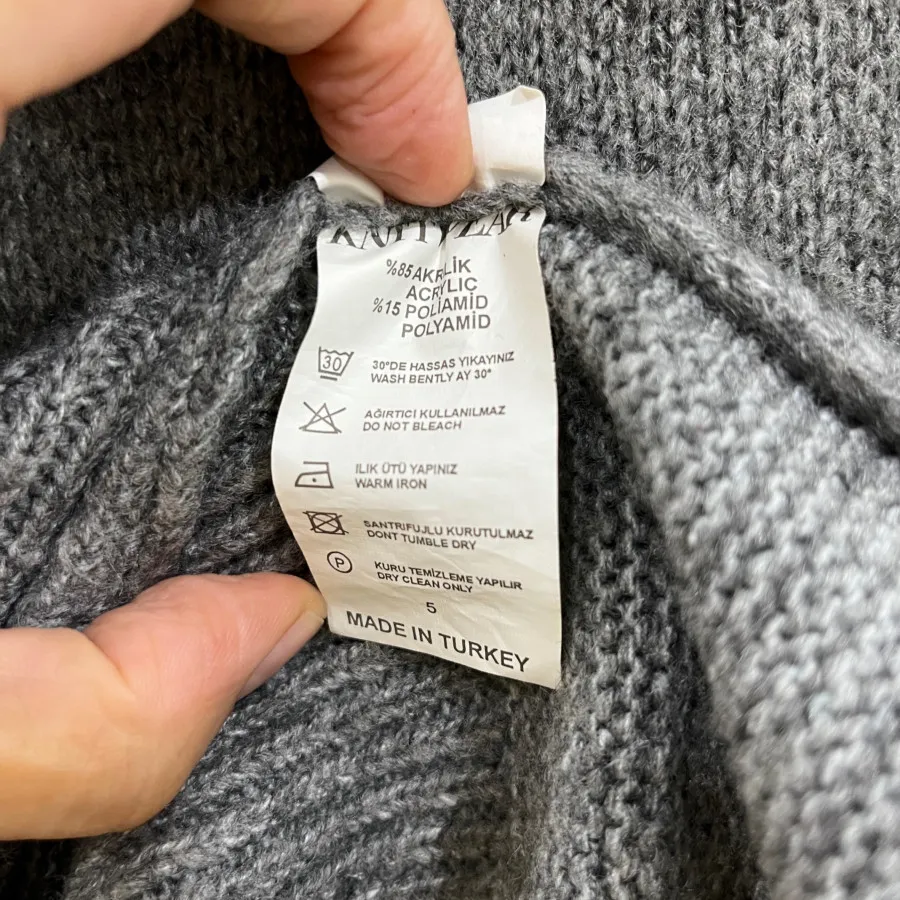 %85 AKRİLİK
ACRYLIC
%15 POLİAMİD
POLYAMİD
30
30°DE HASSAS YIKAYINIZ
WASH BENTLY AY 30°
AĞIRTICI KULLANILMAZ
DO NOT BLEACH
ILIK ÜTÜ YAPINIZ
WARM IRON
SANTRIFUJLU KURUTULMAZ
DONT TUMBLE DRY
P
KURU TEMİZLEME YAPILIR
DRY CLEAN ONLY
5
MADE IN TURKEY